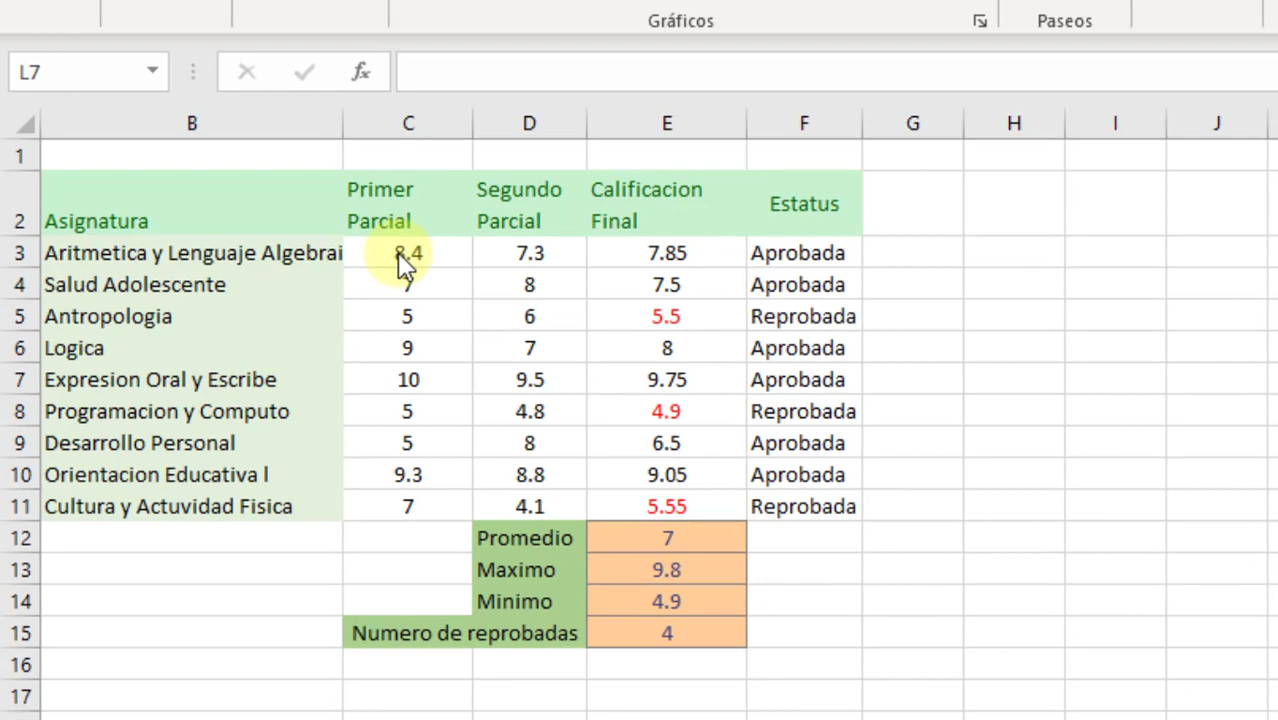 Gráficos Paseos
L7 fx
B C D E F G H I J
1
Primer Segundo Calificacion
2 Asignatura Parcial Parcial Final Estatus
3 Aritmetica y Lenguaje Algebrai 8.4 7.3 7.85 Aprobada
4 Salud Adolescente 7 8 7.5 Aprobada
5 Antropologia 5 6 5.5 Reprobada
6 Logica 9 7 8 Aprobada
7 Expresion Oral y Escribe 10 9.5 9.75 Aprobada
8 Programacion y Computo 5 4.8 4.9 Reprobada
9 Desarrollo Personal 5 8 6.5 Aprobada
10 Orientacion Educativa l 9.3 8.8 9.05 Aprobada
11 Cultura y Actuvidad Fisica 7 4.1 5.55 Reprobada
12 Promedio 7
13 Maximo 9.8
14 Minimo 4.9
15 Numero de reprobadas 4
16
17